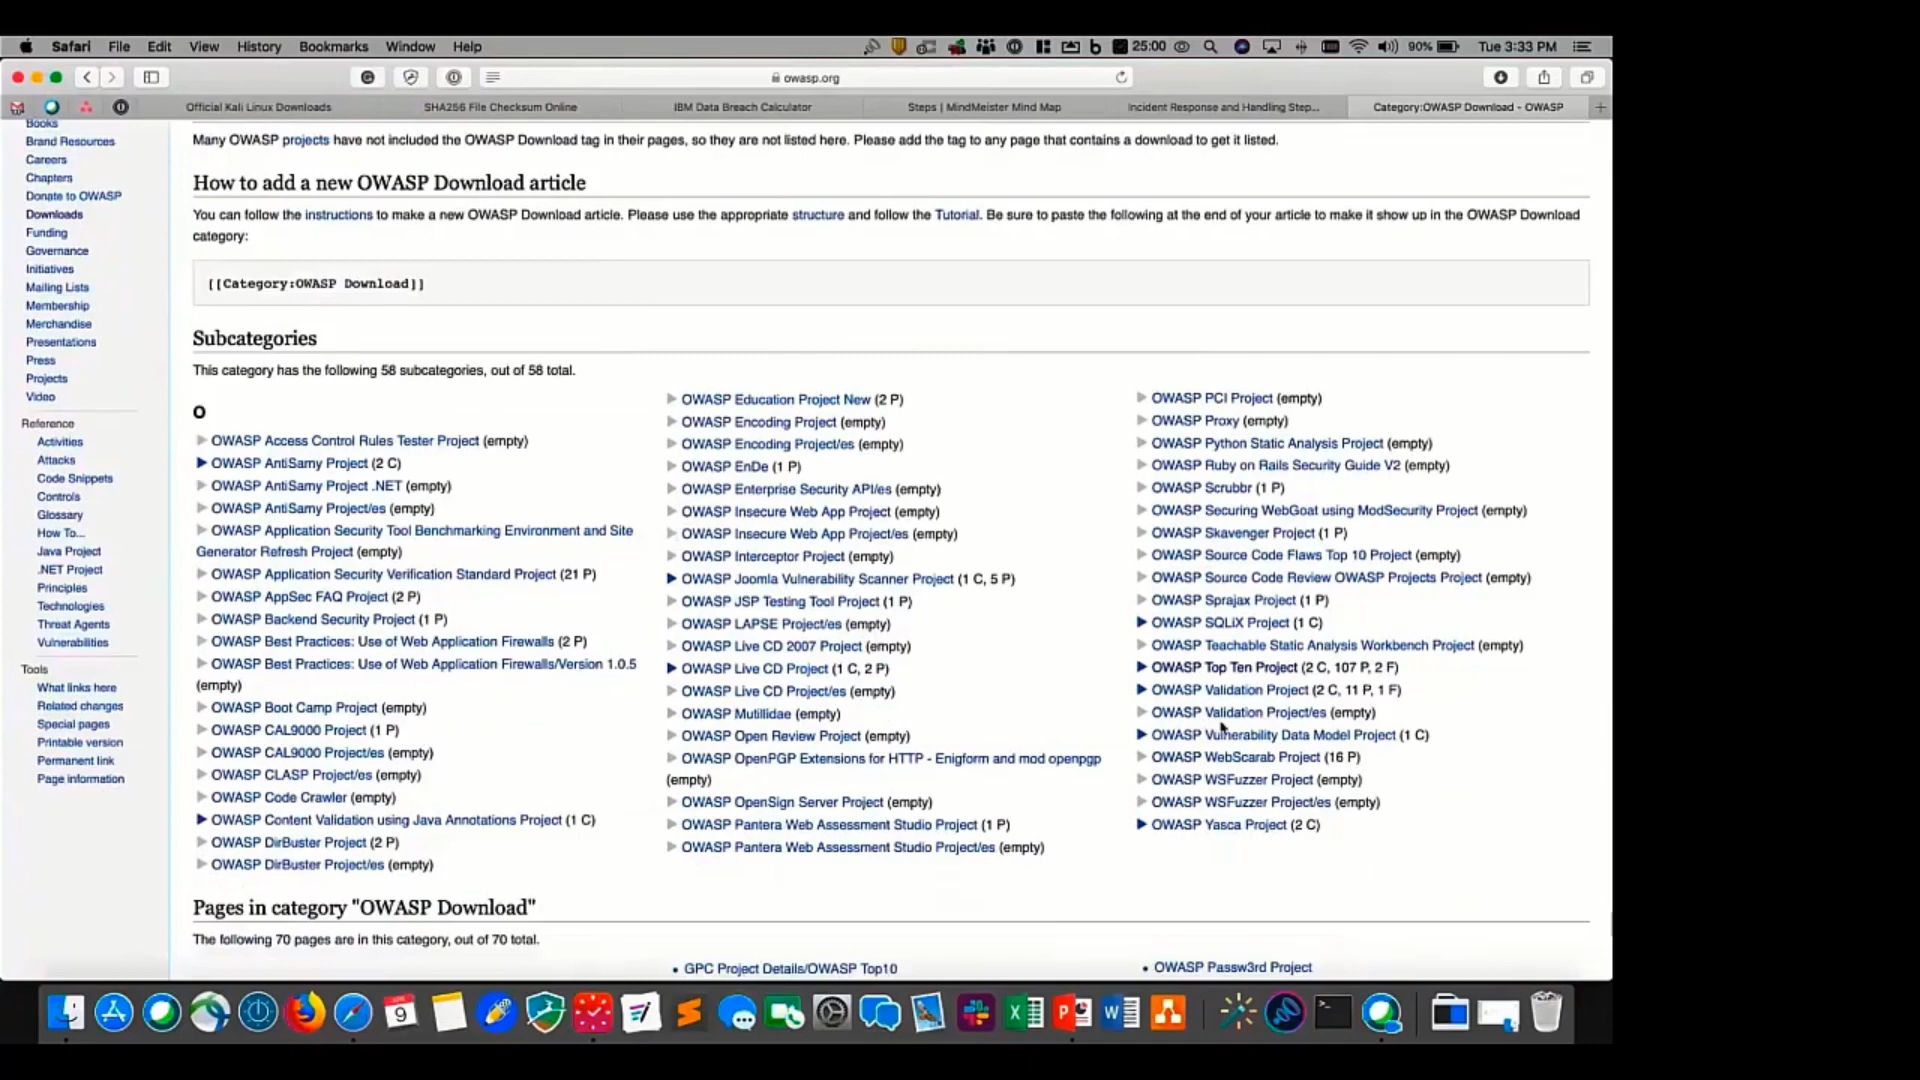 Safari File Edit View History Bookmarks Window Help
25:00 90% Tue 3:33 PM
owasp.org
Official Kali Linux Downloads SHA256 File Checksum Online IBM Data Breach Calculator Steps | MindMeister Mind Map Incident Response and Handling Step... Category:OWASP Download - OWASP
Books
Brand Resources
Careers
Chapters
Donate to OWASP
Downloads
Funding
Governance
Initiatives
Mailing Lists
Membership
Merchandise
Presentations
Press
Projects
Video
Reference
Activities
Attacks
Code Snippets
Controls
Glossary
How To...
Java Project
.NET Project
Principles
Technologies
Threat Agents
Vulnerabilities
Tools
What links here
Related changes
Special pages
Printable version
Permanent link
Page information
Many OWASP projects have not included the OWASP Download tag in their pages, so they are not listed here. Please add the tag to any page that contains a download to get it listed.
How to add a new OWASP Download article
You can follow the instructions to make a new OWASP Download article. Please use the appropriate structure and follow the Tutorial. Be sure to paste the following at the end of your article to make it show up in the OWASP Download
category:
[[Category:OWASP Download]]
Subcategories
This category has the following 58 subcategories, out of 58 total.
O
OWASP Access Control Rules Tester Project (empty)
OWASP AntiSamy Project (2 C)
OWASP AntiSamy Project .NET (empty)
OWASP AntiSamy Project/es (empty)
OWASP Application Security Tool Benchmarking Environment and Site
Generator Refresh Project (empty)
OWASP Application Security Verification Standard Project (21 P)
OWASP AppSec FAQ Project (2 P)
OWASP Backend Security Project (1 P)
OWASP Best Practices: Use of Web Application Firewalls (2 P)
OWASP Best Practices: Use of Web Application Firewalls/Version 1.0.5
(empty)
OWASP Boot Camp Project (empty)
OWASP CAL9000 Project (1 P)
OWASP CAL9000 Project/es (empty)
OWASP CLASP Project/es (empty)
OWASP Code Crawler (empty)
OWASP Content Validation using Java Annotations Project (1 C)
OWASP DirBuster Project (2 P)
OWASP DirBuster Project/es (empty)
OWASP Education Project New (2 P)
OWASP Encoding Project (empty)
OWASP Encoding Project/es (empty)
OWASP EnDe (1 P)
OWASP Enterprise Security API/es (empty)
OWASP Insecure Web App Project (empty)
OWASP Insecure Web App Project/es (empty)
OWASP Interceptor Project (empty)
OWASP Joomla Vulnerability Scanner Project (1 C, 5 P)
OWASP JSP Testing Tool Project (1 P)
OWASP LAPSE Project/es (empty)
OWASP Live CD 2007 Project (empty)
OWASP Live CD Project (1 C, 2 P)
OWASP Live CD Project/es (empty)
OWASP Mutillidae (empty)
OWASP Open Review Project (empty)
OWASP OpenPGP Extensions for HTTP - Enigform and mod openpgp
(empty)
OWASP OpenSign Server Project (empty)
OWASP Pantera Web Assessment Studio Project (1 P)
OWASP Pantera Web Assessment Studio Project/es (empty)
OWASP PCI Project (empty)
OWASP Proxy (empty)
OWASP Python Static Analysis Project (empty)
OWASP Ruby on Rails Security Guide V2 (empty)
OWASP Scrubbr (1 P)
OWASP Securing WebGoat using ModSecurity Project (empty)
OWASP Skavenger Project (1 P)
OWASP Source Code Flaws Top 10 Project (empty)
OWASP Source Code Review OWASP Projects Project (empty)
OWASP Sprajax Project (1 P)
OWASP SQLiX Project (1 C)
OWASP Teachable Static Analysis Workbench Project (empty)
OWASP Top Ten Project (2 C, 107 P, 2 F)
OWASP Validation Project (2 C, 11 P, 1 F)
OWASP Validation Project/es (empty)
OWASP Vulnerability Data Model Project (1 C)
OWASP WebScarab Project (16 P)
OWASP WSFuzzer Project (empty)
OWASP WSFuzzer Project/es (empty)
OWASP Yasca Project (2 C)
Pages in category "OWASP Download"
The following 70 pages are in this category, out of 70 total.
• GPC Project Details/OWASP Top10
• OWASP Passw3rd Project
9